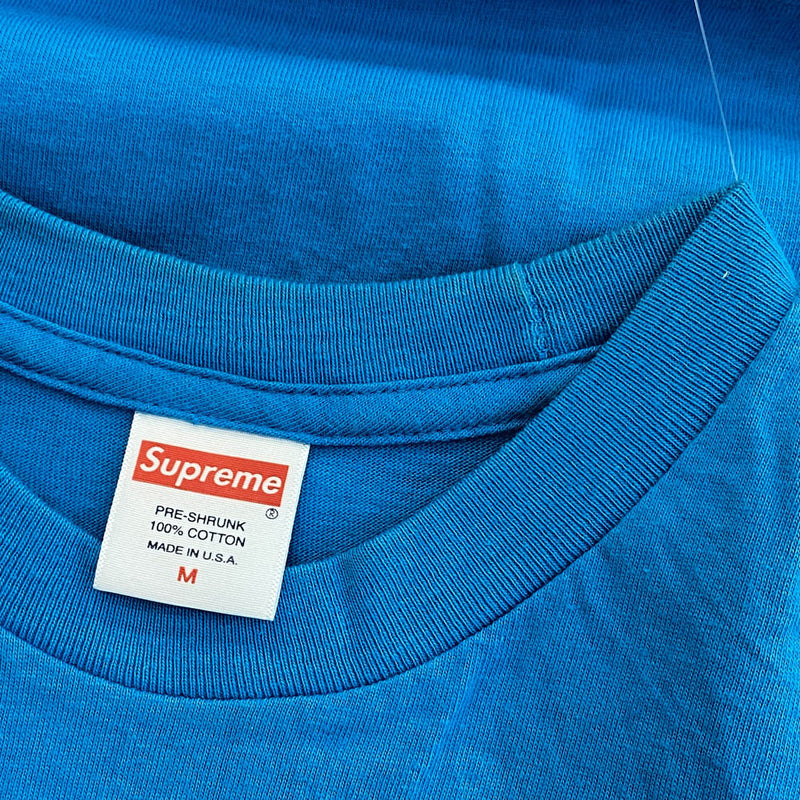 Supreme
®
PRE-SHRUNK
100% COTTON
MADE IN U.S.A.
M